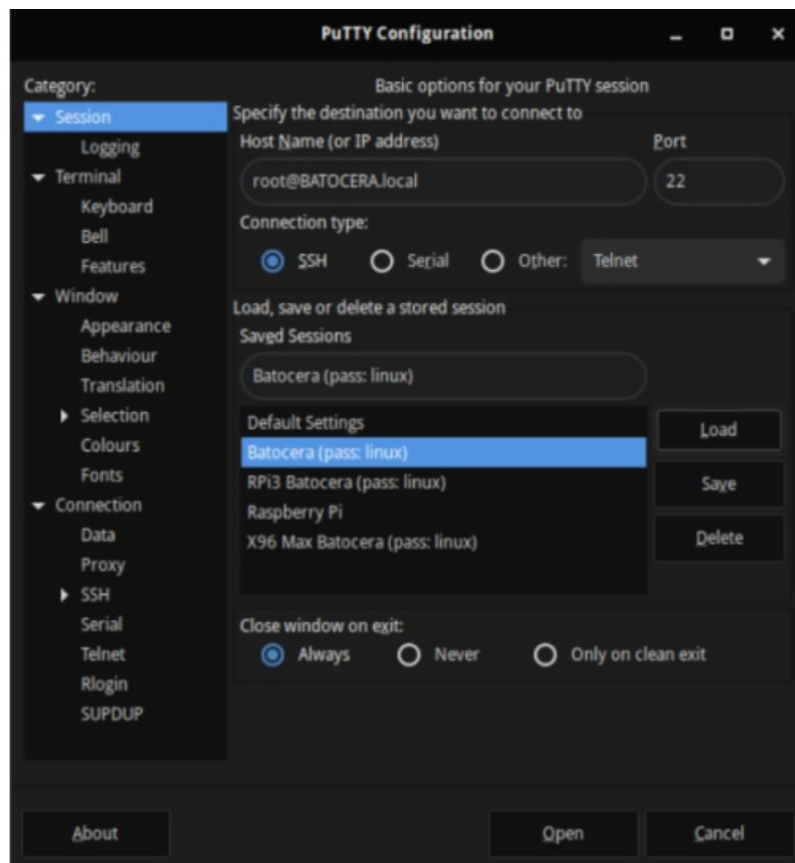 PuTTY Configuration
Category:
Session
Logging
Terminal
Keyboard
Bell
Features
Window
Appearance
Behaviour
Translation
Selection
Colours
Fonts
Connection
Data
Proxy
SSH
Serial
Telnet
Rlogin
SUPDUP
Basic options for your PuTTY session
Specify the destination you want to connect to
Host Name (or IP address) Port
root@BATOCERA.local 22
Connection type:
SSH Serial Other: Telnet
Load, save or delete a stored session
Saved Sessions
Batocera (pass: linux)
Default Settings
Batocera (pass: linux)
RPi3 Batocera (pass: linux)
Raspberry Pi
X96 Max Batocera (pass: linux)
Load
Save
Delete
Close window on exit:
Always Never Only on clean exit
About Open Cancel